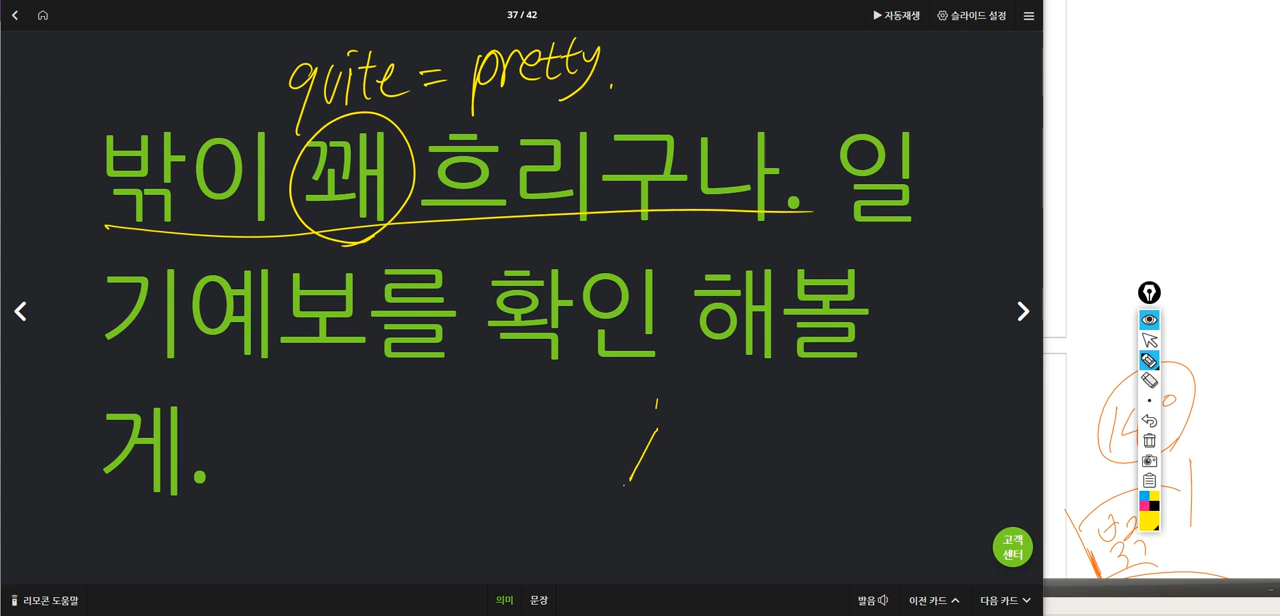 37 / 42
자동재생
슬라이드 설정
quite = pretty.
밖이 꽤 흐리구나. 일
기예보를 확인 해볼
게.
고객
센터
리모콘 도움말
의미
문장
발음
이전 카드
다음 카드